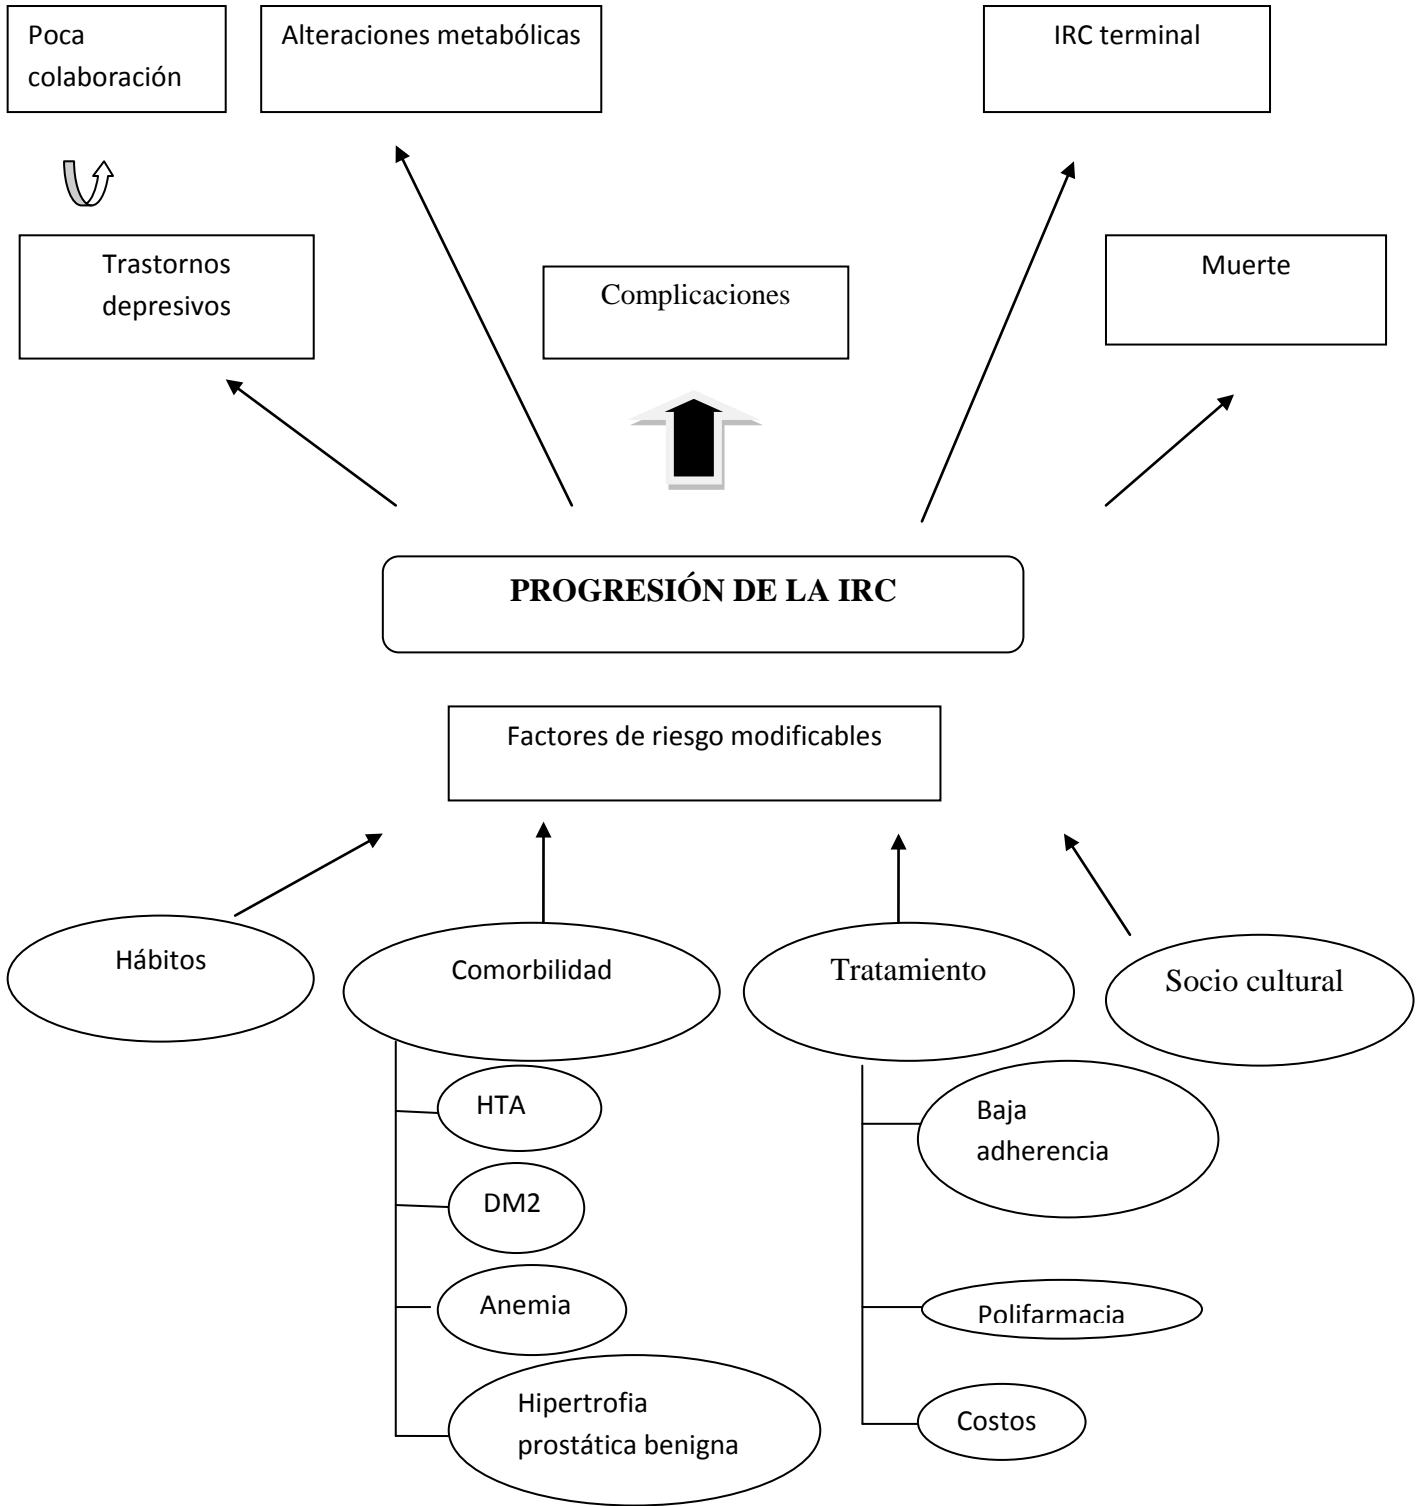 Poca
colaboración
Alteraciones metabólicas
IRC terminal
Trastornos
depresivos
Complicaciones
Muerte
PROGRESIÓN DE LA IRC
Factores de riesgo modificables
Hábitos
Comorbilidad
Tratamiento
Socio cultural
HTA
DM2
Anemia
Hipertrofia
prostática benigna
Baja
adherencia
Polifarmacia
Costos